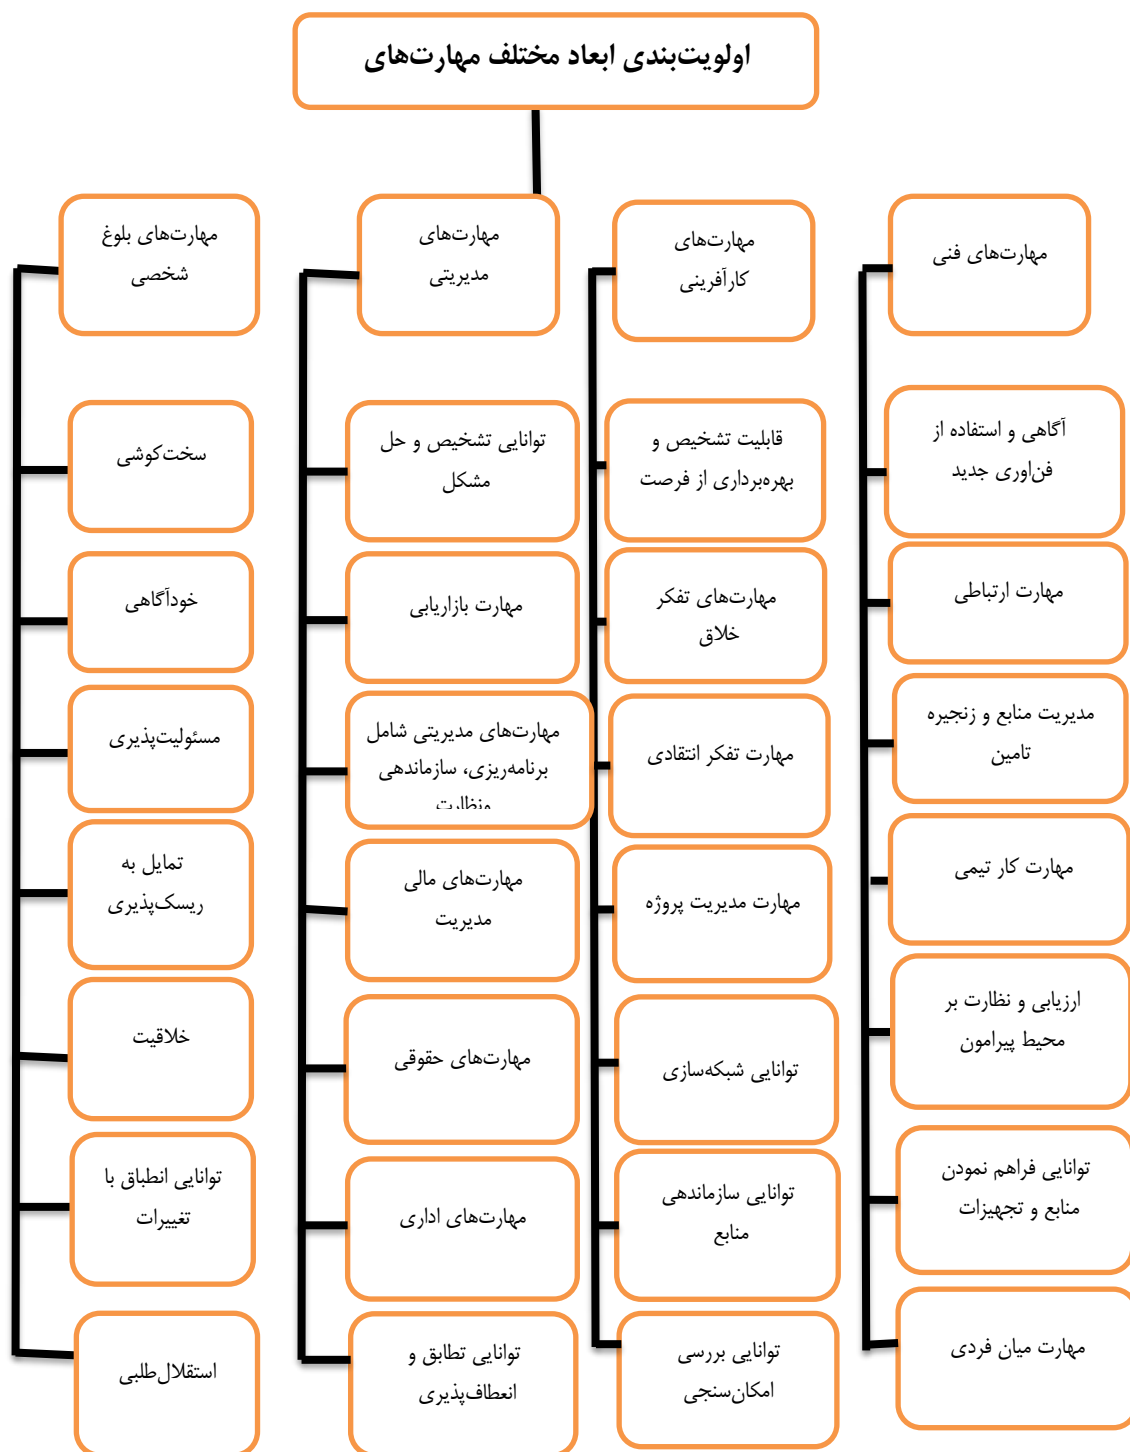 اولویت‌بندی ابعاد مختلف مهارت‌های
مهارت‌های فنی
مهارت‌های
کارآفرینی
مهارت‌های
مدیریتی
مهارت‌های بلوغ
شخصی
آگاهی و استفاده از
فن‌اوری جدید
مهارت ارتباطی
مدیریت منابع و زنجیره
تامین
مهارت کار تیمی
ارزیابی و نظارت بر
محیط پیرامون
توانایی فراهم نمودن
منابع و تجهیزات
مهارت میان فردی
قابلیت تشخیص و
بهره‌برداری از فرصت
مهارت‌های تفکر
خلاق
مهارت تفکر انتقادی
مهارت مدیریت پروژه
توانایی شبکه‌سازی
توانایی سازماندهی
منابع
توانایی بررسی
امکان‌سنجی
توانایی تشخیص و حل
مشکل
مهارت بازاریابی
مهارت‌های مدیریتی شامل
برنامه‌ریزی، سازماندهی
ونظارت
مهارت‌های مالی
مدیریت
مهارت‌های حقوقی
مهارت‌های اداری
توانایی تطابق و
انعطاف‌پذیری
سخت‌کوشی
خودآگاهی
مسئولیت‌پذیری
تمایل به
ریسک‌پذیری
خلاقیت
توانایی انطباق با
تغییرات
استقلال‌طلبی